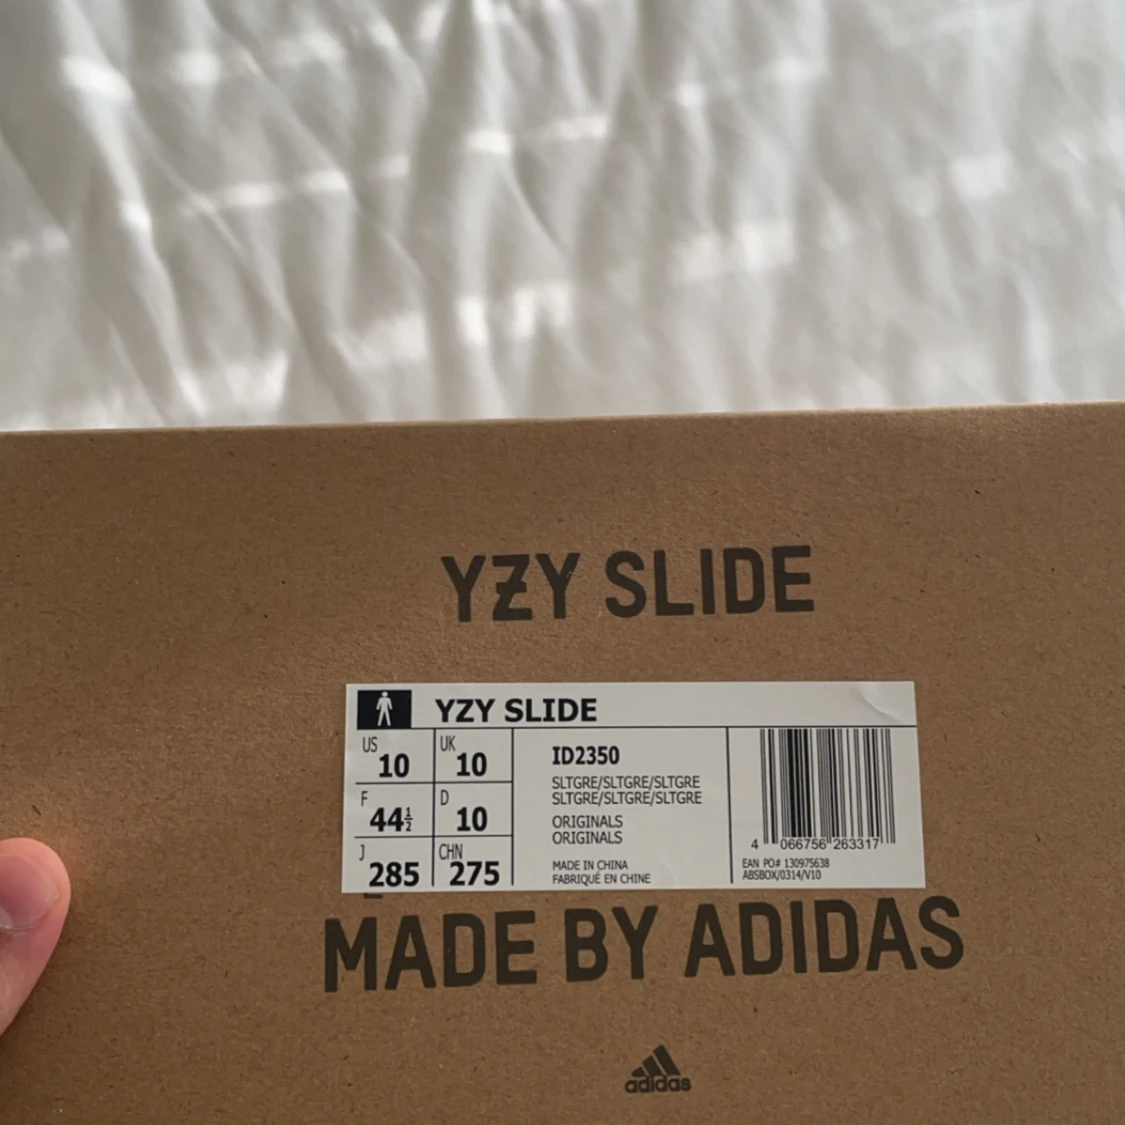 YZY SLIDE
YZY SLIDE
US 10
UK 10
F 44½
D 10
J 285
CHN 275
ID2350
SLTGRE/SLTGRE/SLTGRE
SLTGRE/SLTGRE/SLTGRE
ORIGINALS
ORIGINALS
MADE IN CHINA
FABRIQUÉ EN CHINE
4 066756 263317
EAN PO# 130975638
ABSBOX/0314/V10
MADE BY ADIDAS
adidas